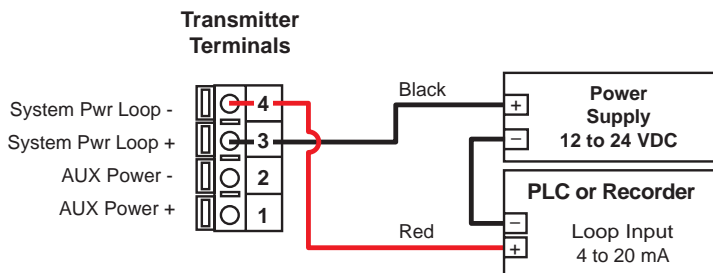 Transmitter
Terminals
System Pwr Loop -
System Pwr Loop +
AUX Power -
AUX Power +
4
3
2
1
Black
Red
+
Power
Supply
–
12 to 24 VDC
PLC or Recorder
–
Loop Input
+
4 to 20 mA